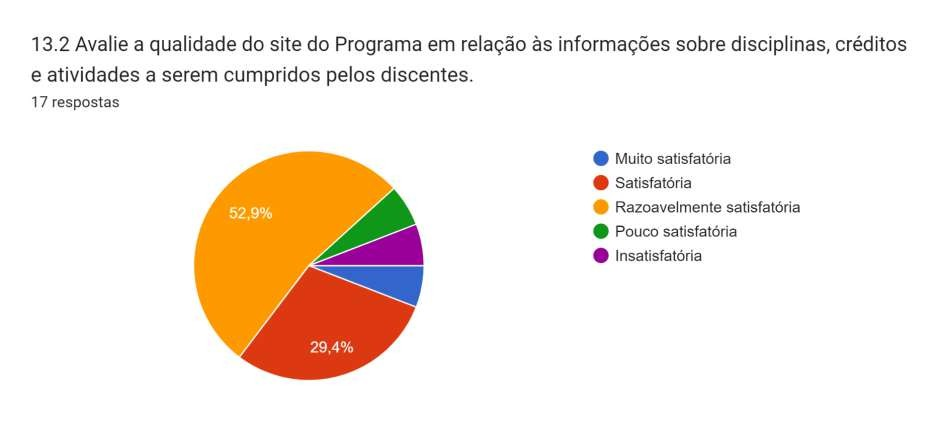 13.2 Avalie a qualidade do site do Programa em relação às informações sobre disciplinas, créditos
e atividades a serem cumpridos pelos discentes.
17 respostas
52,9%
29,4%
Muito satisfatória
Satisfatória
Razoavelmente satisfatória
Pouco satisfatória
Insatisfatória